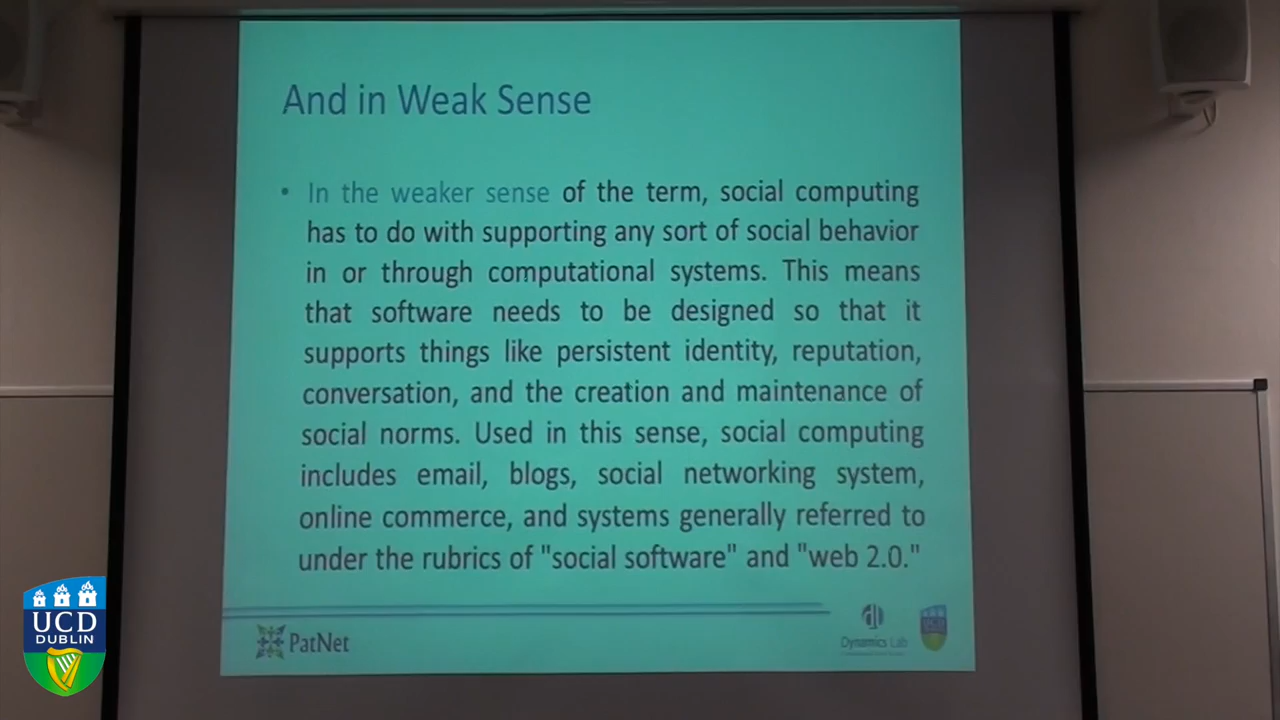 And in Weak Sense
• In the weaker sense of the term, social computing
has to do with supporting any sort of social behavior
in or through computational systems. This means
that software needs to be designed so that it
supports things like persistent identity, reputation,
conversation, and the creation and maintenance of
social norms. Used in this sense, social computing
includes email, blogs, social networking system,
online commerce, and systems generally referred to
under the rubrics of "social software" and "web 2.0."
PatNet
Dynamics Lab
UCD
DUBLIN